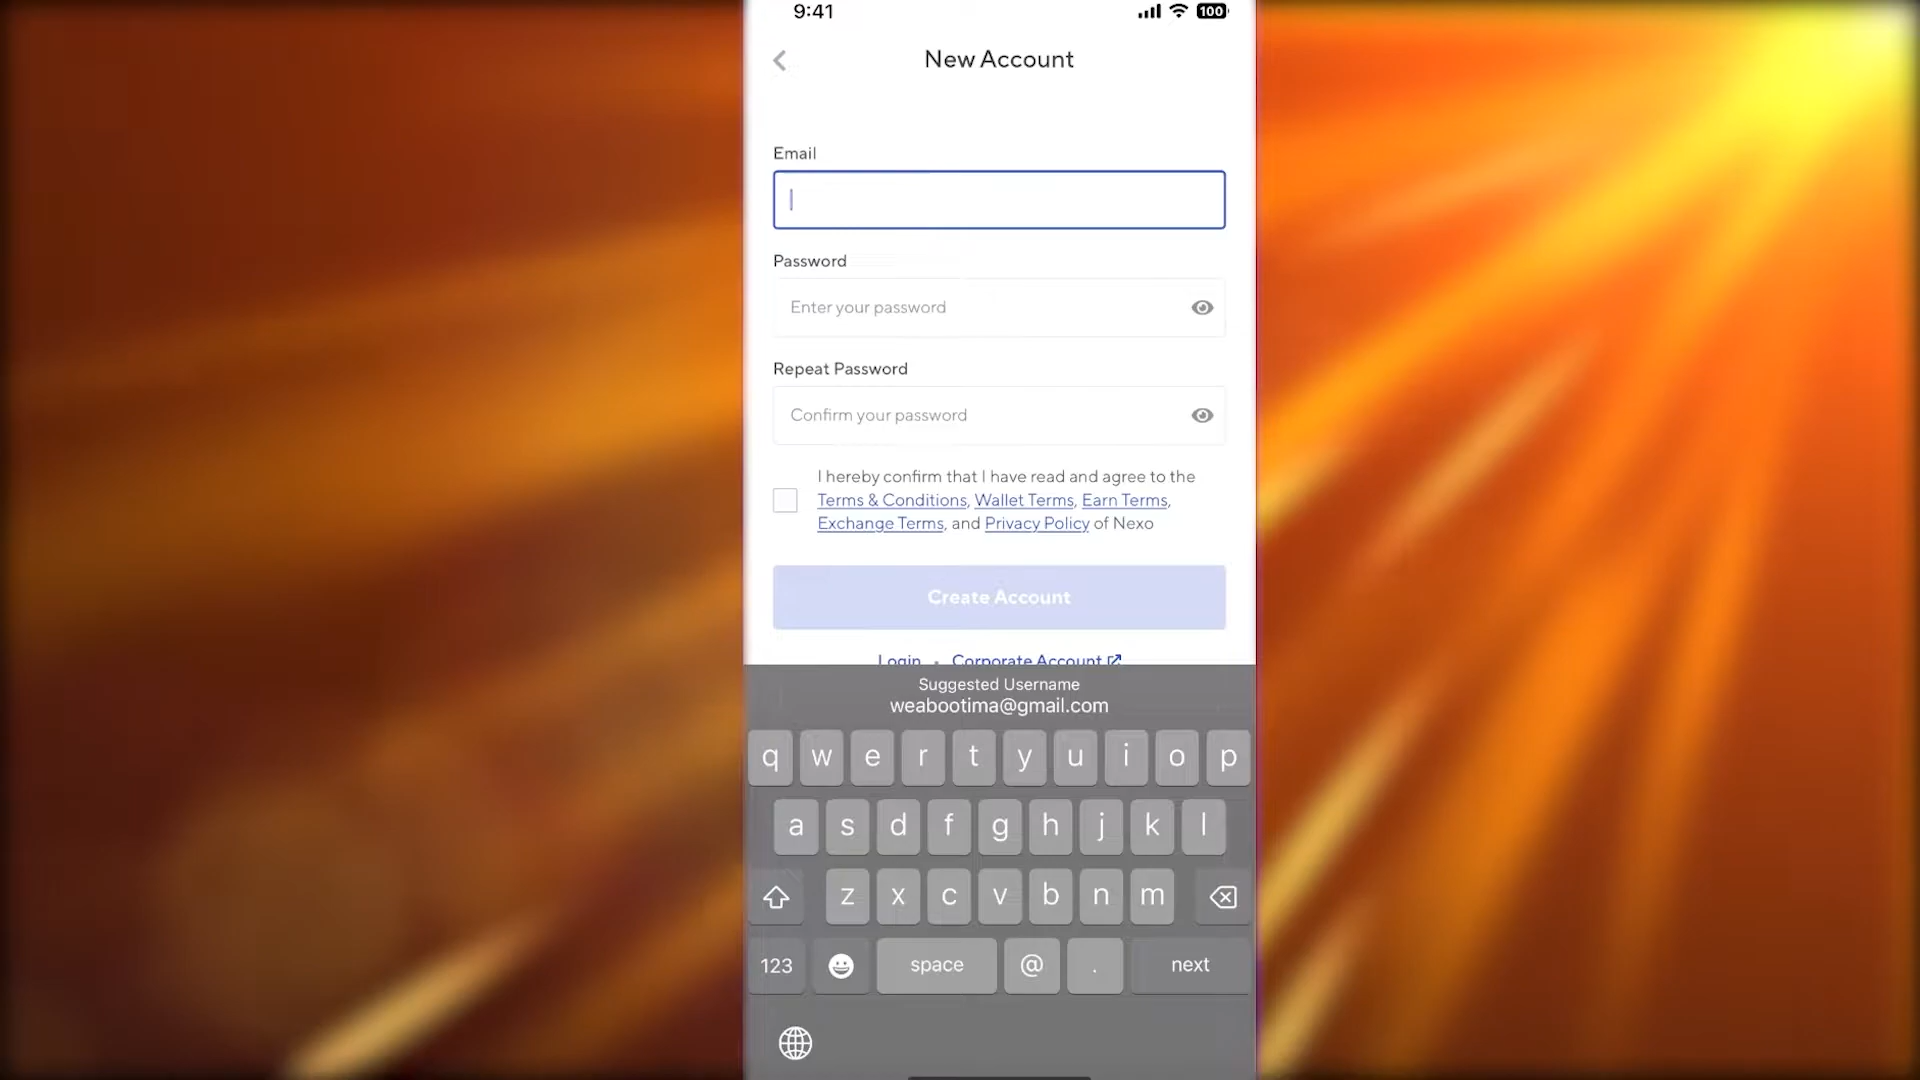 9:41
100
New Account
Email
Password
Enter your password
Repeat Password
Confirm your password
I hereby confirm that I have read and agree to the
Terms & Conditions, Wallet Terms, Earn Terms,
Exchange Terms, and Privacy Policy of Nexo
Create Account
Login • Corporate Account
Suggested Username
weabootima@gmail.com
q w e r t y u i o p
a s d f g h j k l
z x c v b n m
123 space @ . next